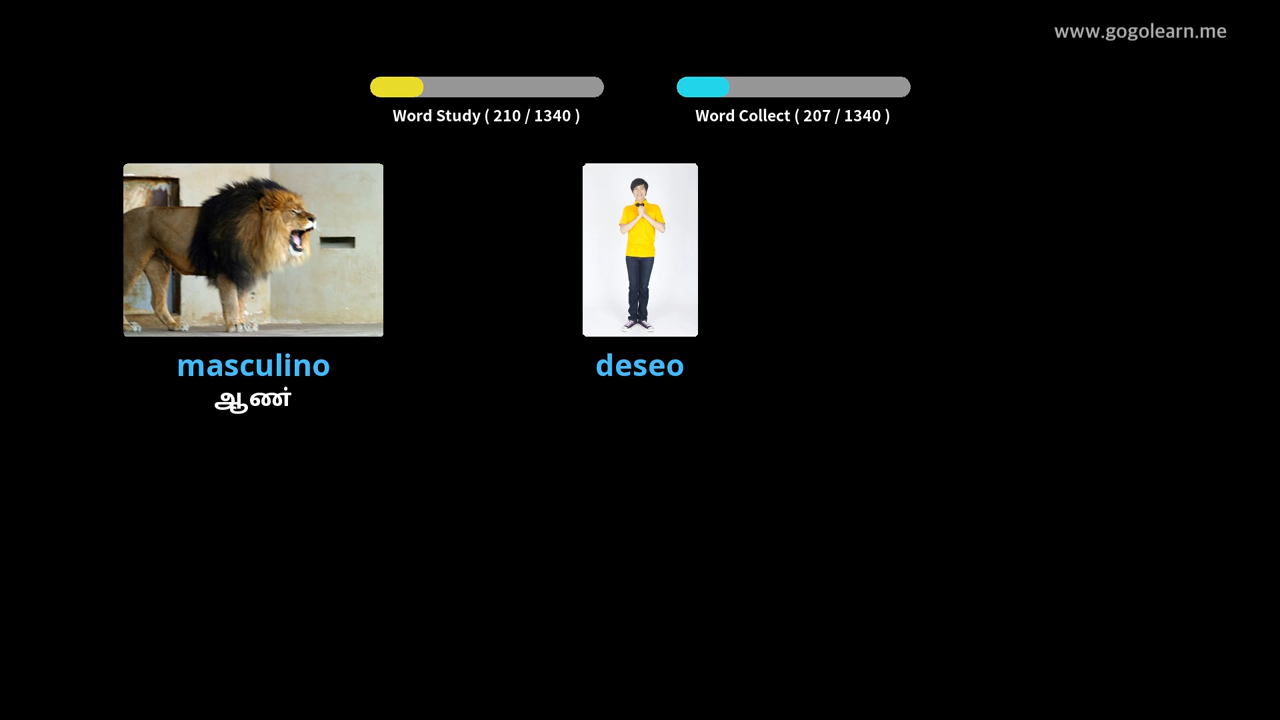 www.gogolearn.me
Word Study ( 210 / 1340 )
Word Collect ( 207 / 1340 )
masculino
ஆண்
deseo